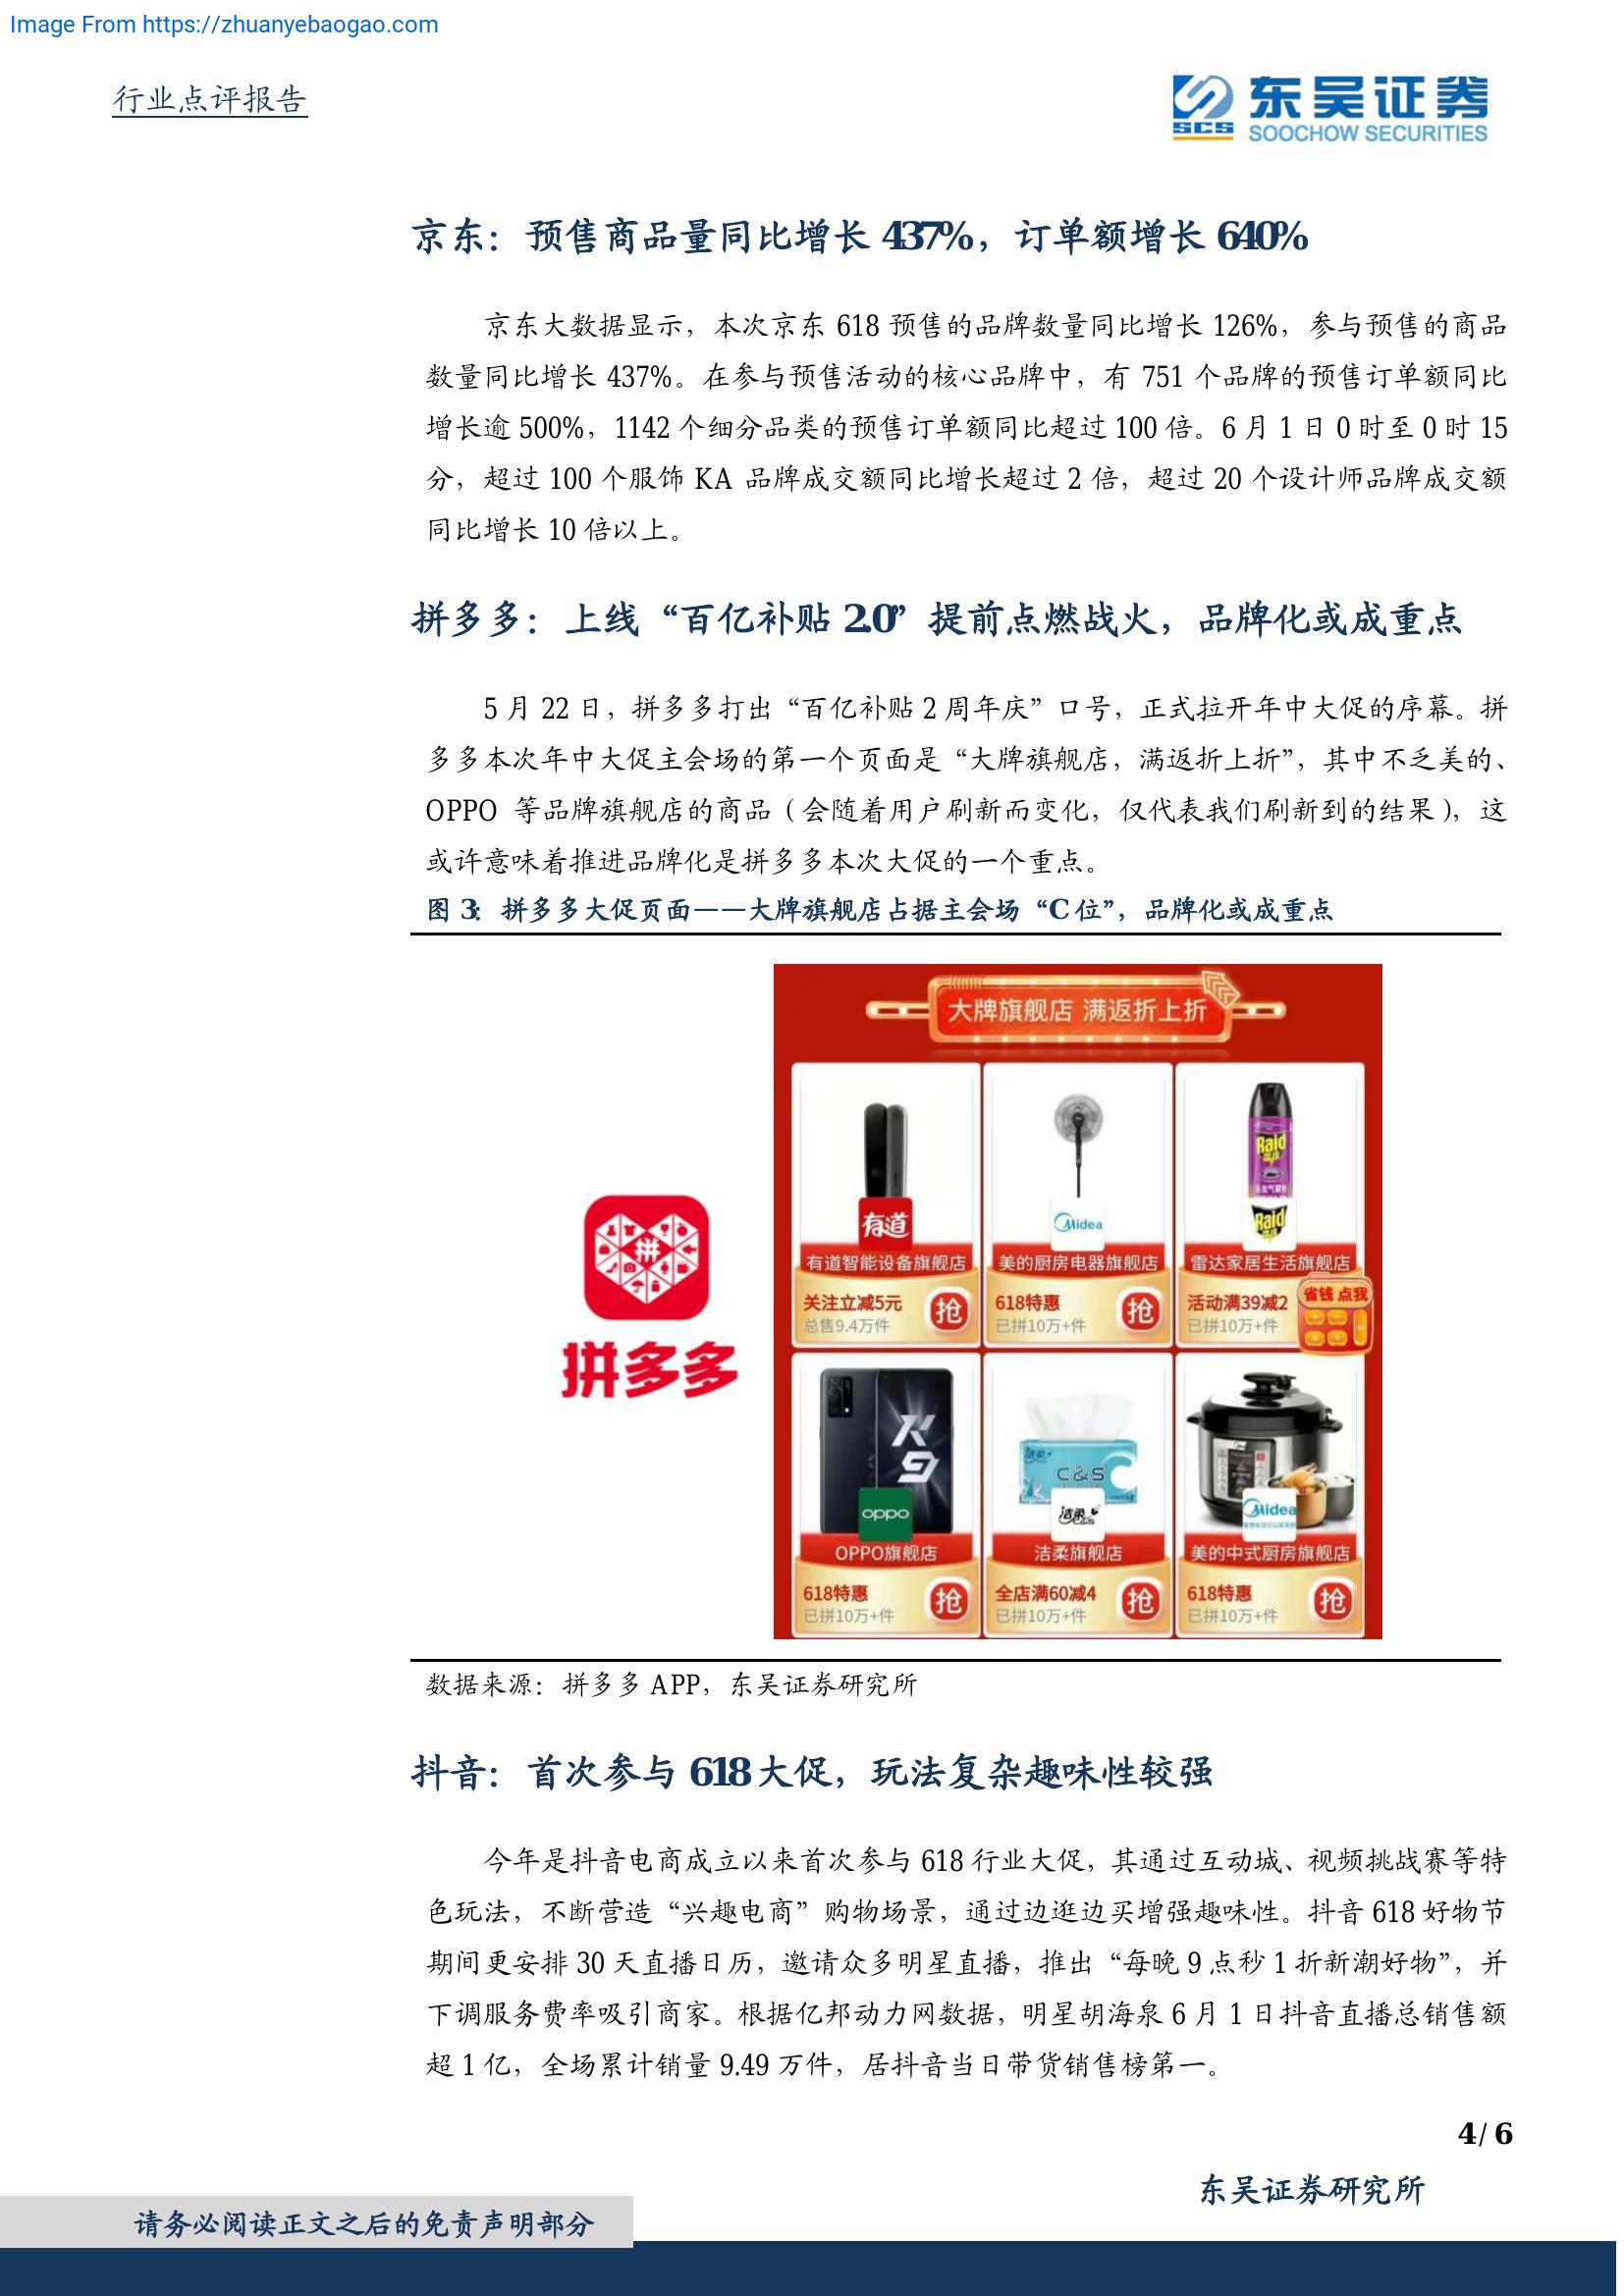 Image From https://zhuanyebaogao.com
行业点评报告
SCS
东吴证券
SOOCHOW SECURITIES
京东：预售商品量同比增长 437%，订单额增长 640%
京东大数据显示，本次京东 618 预售的品牌数量同比增长 126%，参与预售的商品
数量同比增长 437%。在参与预售活动的核心品牌中，有 751 个品牌的预售订单额同比
增长逾 500%，1142 个细分品类的预售订单额同比超过 100 倍。6 月 1 日 0 时至 0 时 15
分，超过 100 个服饰 KA 品牌成交额同比增长超过 2 倍，超过 20 个设计师品牌成交额
同比增长 10 倍以上。
拼多多：上线“百亿补贴 2.0”提前点燃战火，品牌化或成重点
5 月 22 日，拼多多打出“百亿补贴 2 周年庆”口号，正式拉开年中大促的序幕。拼
多多本次年中大促主会场的第一个页面是“大牌旗舰店，满返折上折”，其中不乏美的、
OPPO 等品牌旗舰店的商品（会随着用户刷新而变化，仅代表我们刷新到的结果），这
或许意味着推进品牌化是拼多多本次大促的一个重点。
图 3：拼多多大促页面——大牌旗舰店占据主会场“C 位”，品牌化或成重点
拼
拼多多
大牌旗舰店 满返折上折
有道
Midea
Raid
Raid
有道智能设备旗舰店
美的厨房电器旗舰店
雷达家居生活旗舰店
关注立减5元
总售9.4万件
抢
618特惠
已拼10万+件
抢
活动满39减2
已拼10万+件
省钱 点我
K9
oppo
C&S
洁柔
Midea
OPPO旗舰店
洁柔旗舰店
美的中式厨房旗舰店
618特惠
已拼10万+件
抢
全店满60减4
已拼10万+件
抢
618特惠
已拼10万+件
抢
数据来源：拼多多 APP，东吴证券研究所
抖音：首次参与 618 大促，玩法复杂趣味性较强
今年是抖音电商成立以来首次参与 618 行业大促，其通过互动城、视频挑战赛等特
色玩法，不断营造“兴趣电商”购物场景，通过边逛边买增强趣味性。抖音 618 好物节
期间更安排 30 天直播日历，邀请众多明星直播，推出“每晚 9 点秒 1 折新潮好物”，并
下调服务费率吸引商家。根据亿邦动力网数据，明星胡海泉 6 月 1 日抖音直播总销售额
超 1 亿，全场累计销量 9.49 万件，居抖音当日带货销售榜第一。
4 / 6
东吴证券研究所
请务必阅读正文之后的免责声明部分